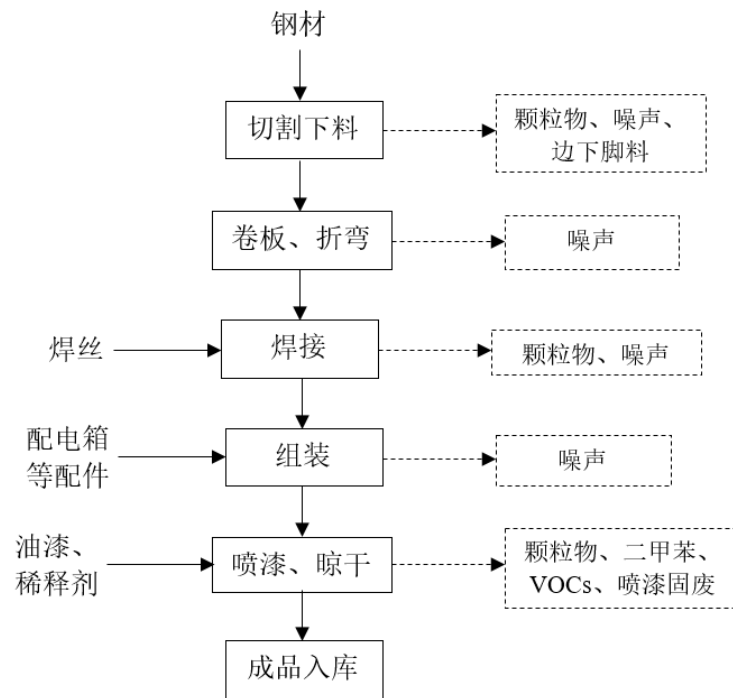 钢材
切割下料
颗粒物、噪声、
边下脚料
卷板、折弯
噪声
焊丝
焊接
颗粒物、噪声
配电箱
等配件
组装
噪声
油漆、
稀释剂
喷漆、晾干
颗粒物、二甲苯、
VOCs、喷漆固废
成品入库